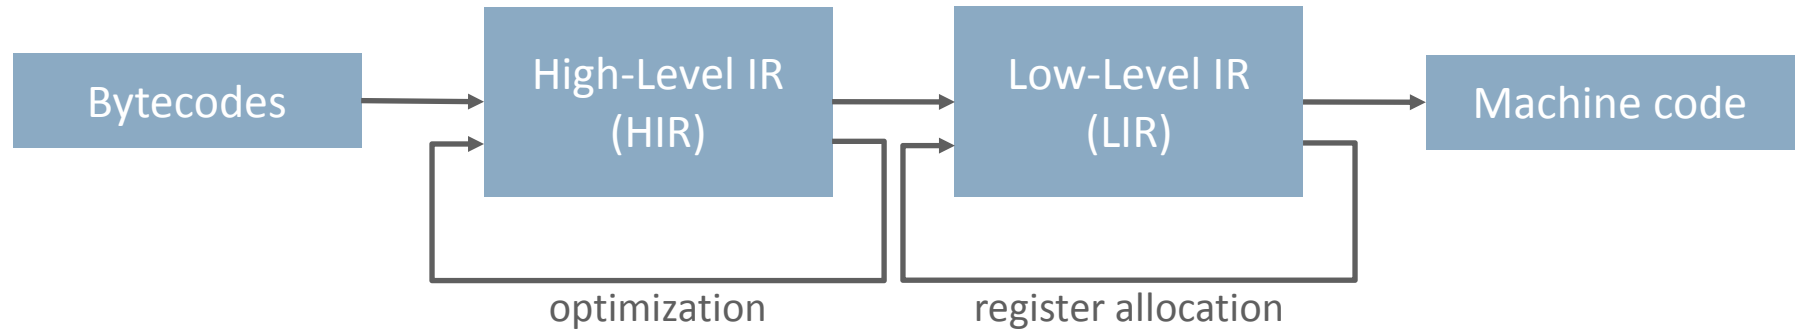 Bytecodes
High-Level IR
(HIR)
Low-Level IR
(LIR)
Machine code
optimization
register allocation